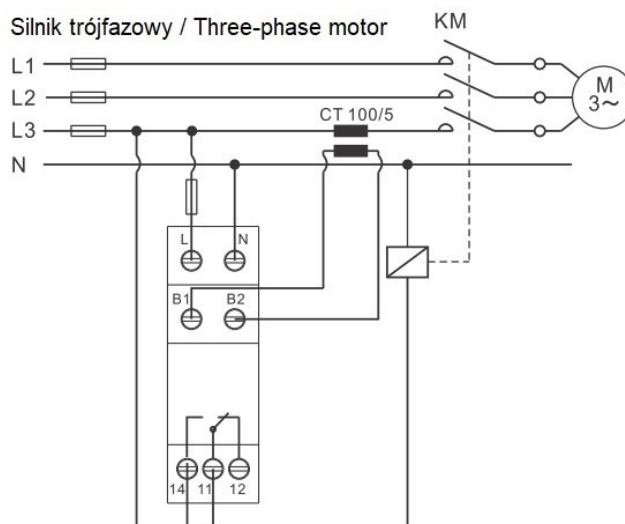 Silnik trójfazowy / Three-phase motor
KM
L1
L2
L3
N
M
3~
CT 100/5
L N
B1 B2
14 11 12